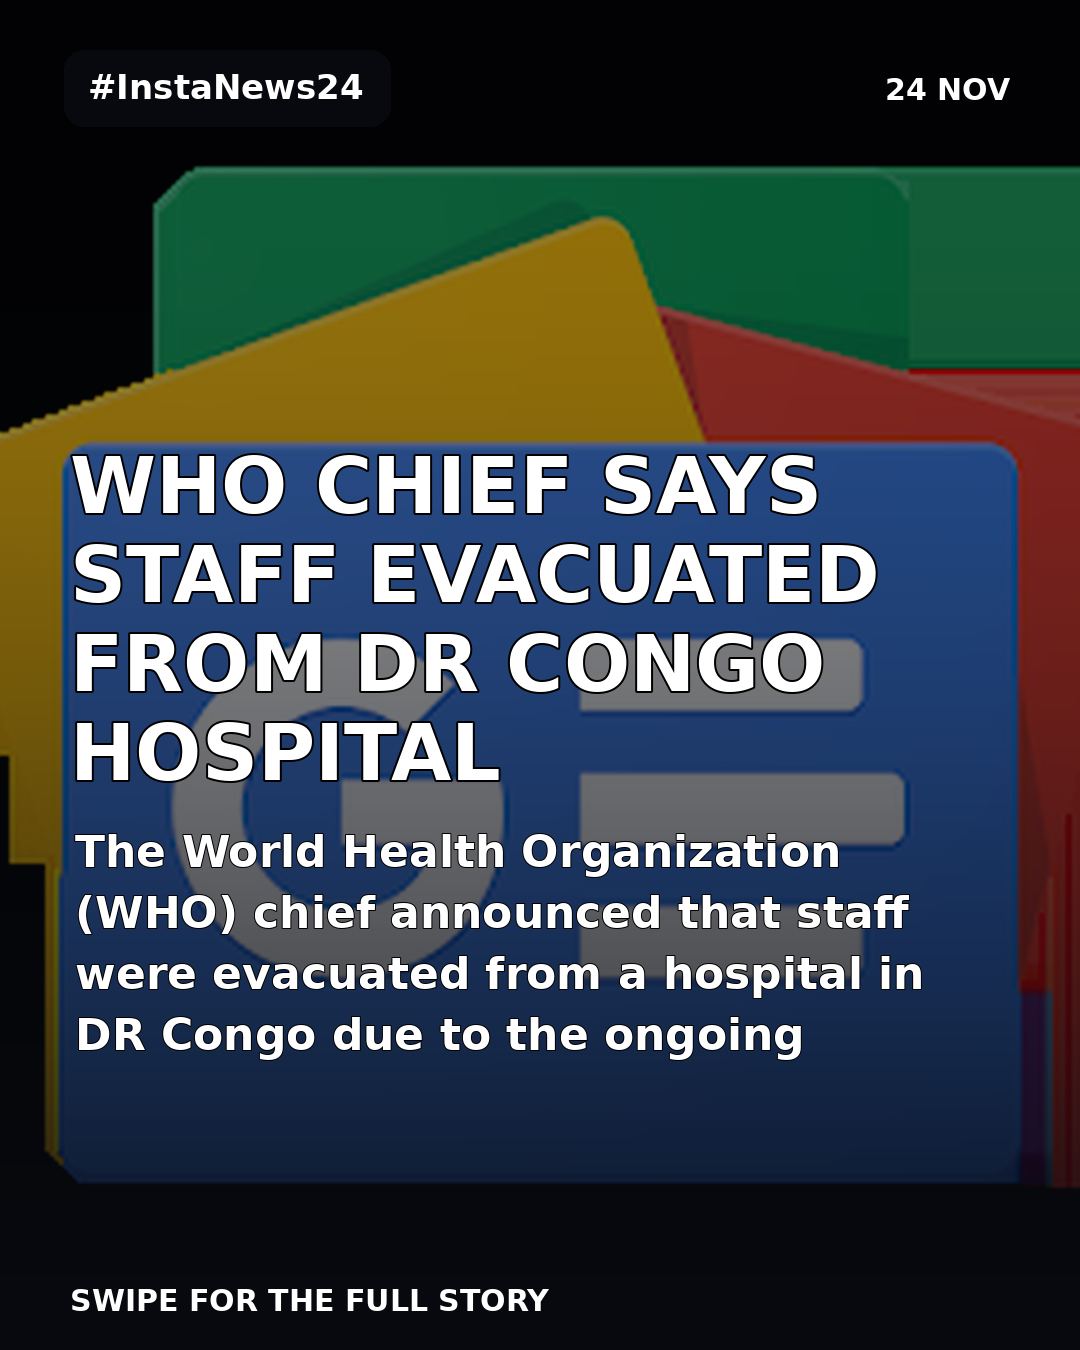 #InstaNews24
24 NOV
WHO CHIEF SAYS
STAFF EVACUATED
FROM DR CONGO
HOSPITAL
The World Health Organization
(WHO) chief announced that staff
were evacuated from a hospital in
DR Congo due to the ongoing
SWIPE FOR THE FULL STORY